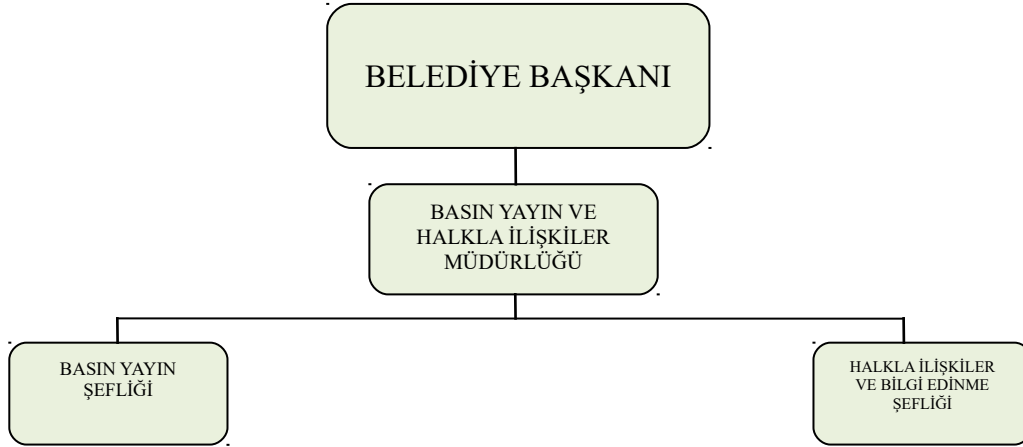 BELEDİYE BAŞKANI
BASIN YAYIN VE
HALKLA İLİŞKİLER
MÜDÜRLÜĞÜ
BASIN YAYIN
ŞEFLİĞİ
HALKLA İLİŞKİLER
VE BİLGİ EDİNME
ŞEFLİĞİ